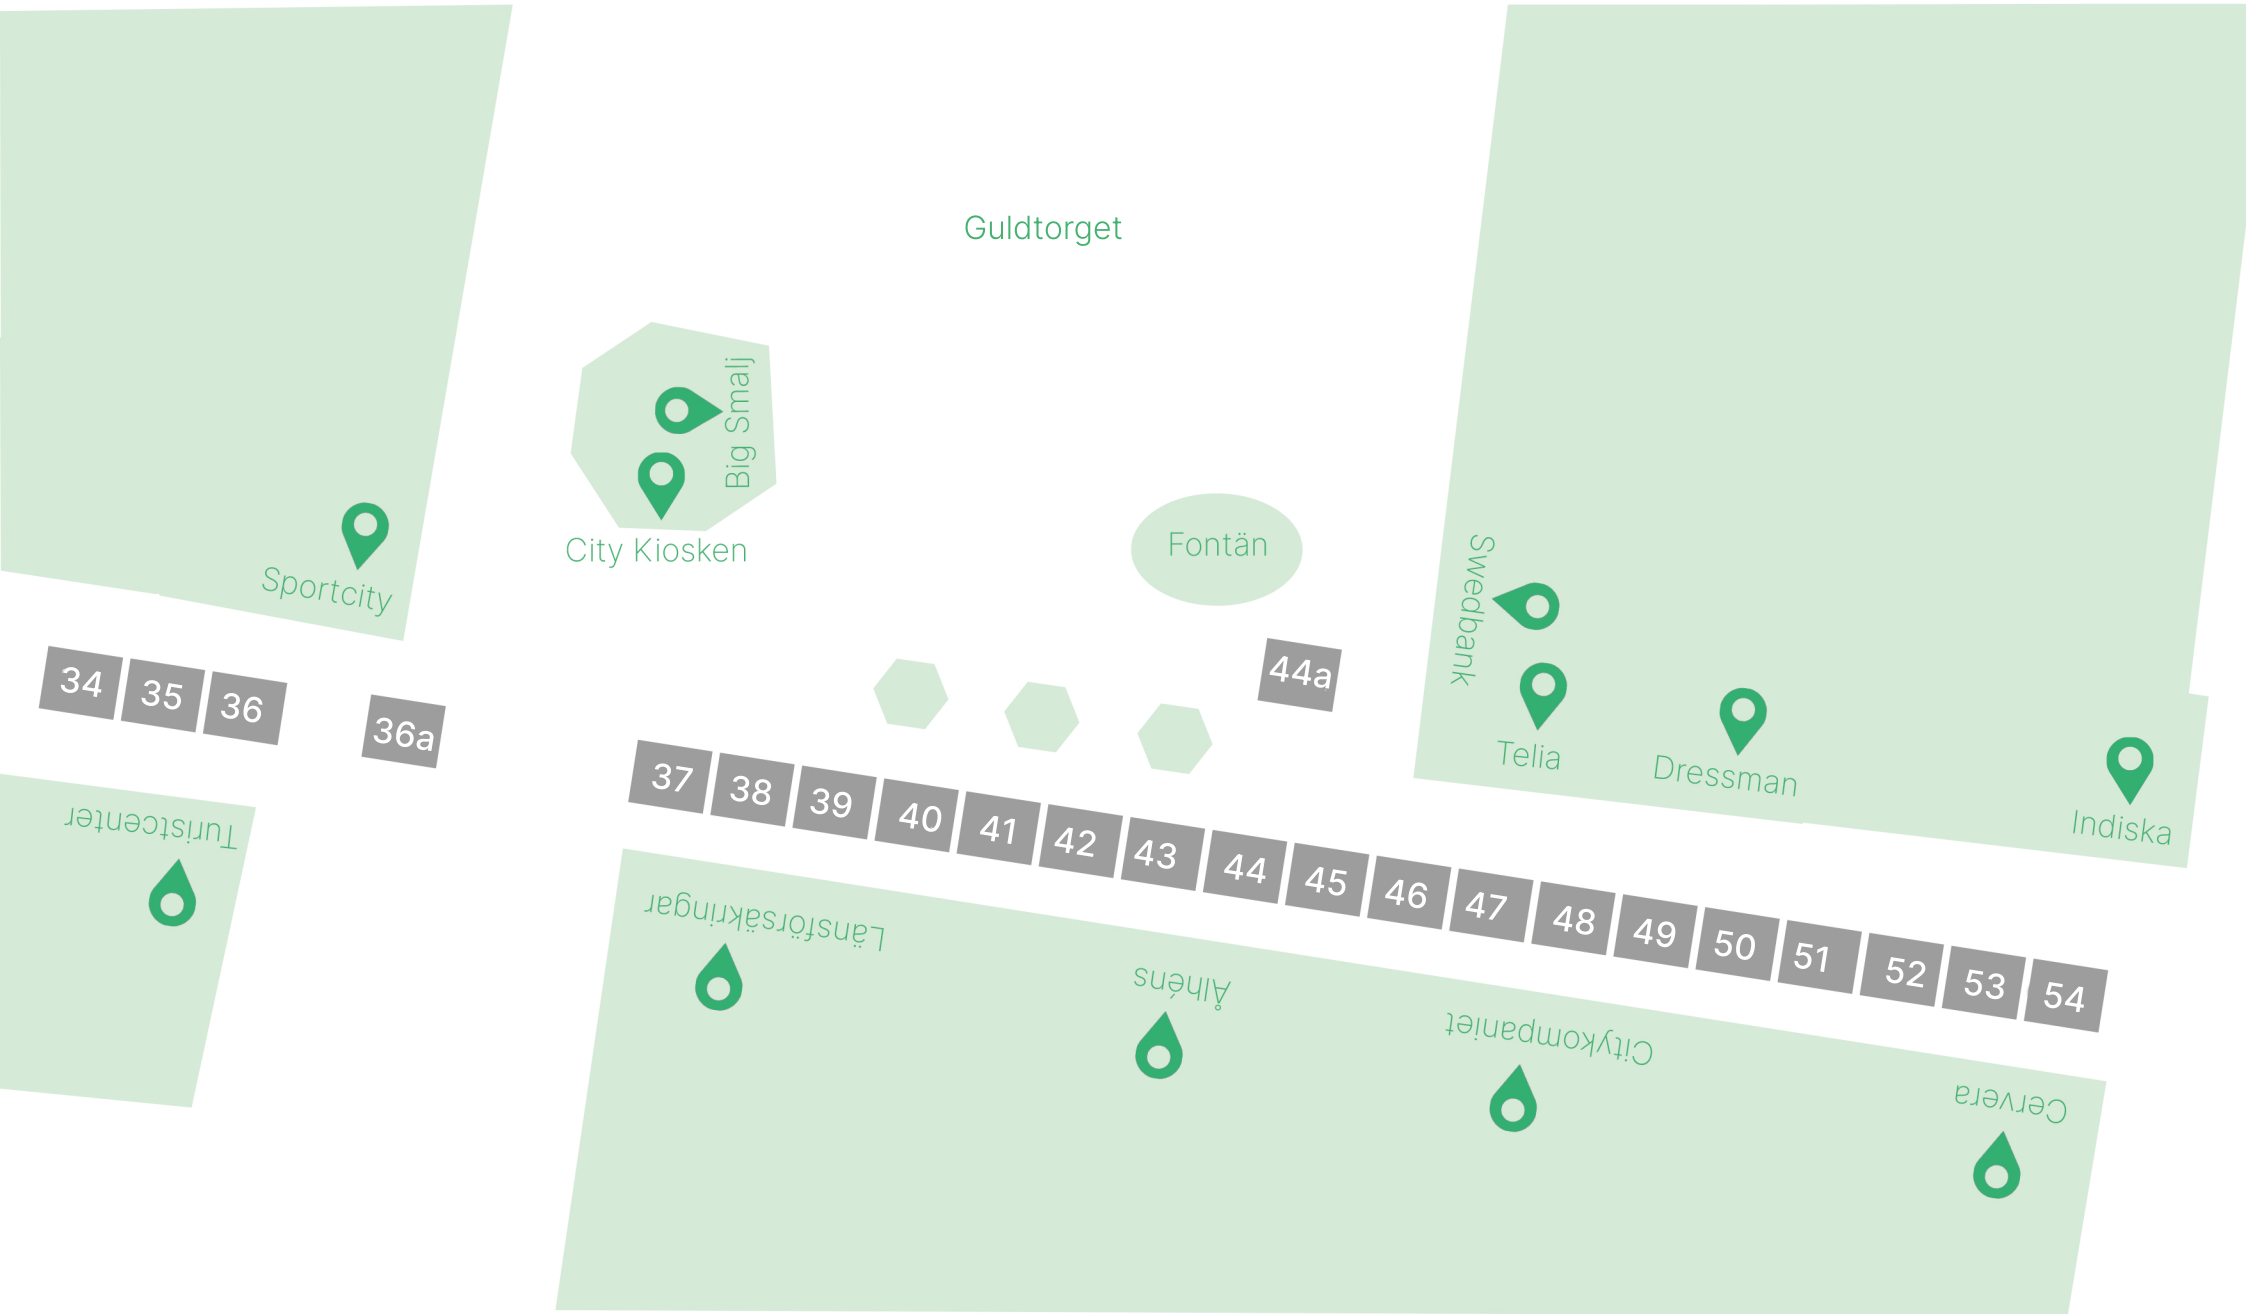 Guldtorget
Big Smalj
City Kiosken
Fontän
Sportcity
Swedbank
Telia
Dressman
Indiska
34
35
36
36a
44a
37
38
39
40
41
42
43
44
45
46
47
48
49
50
51
52
53
54
Turistcenter
Länsförsäkringar
Ålhéns
Citykompaniet
Cervera